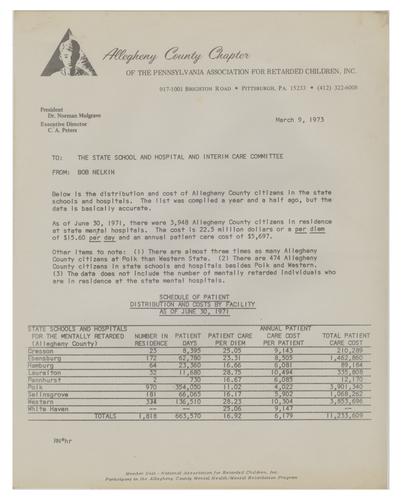 Allegheny County Chapter
OF THE PENNSYLVANIA ASSOCIATION FOR RETARDED CHILDREN, INC.
917-1001 BRIGHTON ROAD • PITTSBURGH, PA. 15233 • (412) 322-6008
President
Dr. Norman Mulgrave
Executive Director
C. A. Peters
March 9, 1973
TO: THE STATE SCHOOL AND HOSPITAL AND INTERIM CARE COMMITTEE
FROM: BOB NELKIN
Below is the distribution and cost of Allegheny County citizens in the state
schools and hospitals. The list was compiled a year and a half ago, but the
data is basically accurate.
As of June 30, 1971, there were 3,948 Allegheny County citizens in residence
at state mental hospitals. The cost is 22.5 million dollars or a per diem
of $15.60 per day and an annual patient care cost of $5,697.
Other items to note: (1) There are almost three times as many Allegheny
County citizens at Polk than Western State. (2) There are 474 Allegheny
County citizens in state schools and hospitals besides Polk and Western.
(3) The data does not include the number of mentally retarded individuals who
are in residence at the state mental hospitals.
SCHEDULE OF PATIENT
DISTRIBUTION AND COSTS BY FACILITY
AS OF JUNE 30, 1971
STATE SCHOOLS AND HOSPITALS FOR THE MENTALLY RETARDED (Allegheny County) NUMBER IN RESIDENCE PATIENT DAYS PATIENT CARE PER DIEM ANNUAL PATIENT CARE COST PER PATIENT TOTAL PATIENT CARE COST
Cresson 23 8,395 25.05 9,143 210,289
Ebensburg 172 62,780 23.31 8,505 1,462,860
Hamburg 64 23,360 16.66 6,081 89,164
Laurelton 32 11,680 28.75 10,494 335,808
Pennhurst 2 730 16.67 6,085 12,170
Polk 970 354,050 11.02 4,022 3,901,340
Selinsgrove 181 66,065 16.17 5,902 1,068,262
Western 334 136,510 28.23 10,304 3,853,696
White Haven -- -- 25.06 9,147 --
TOTALS 1,818 663,570 16.92 6,179 11,233,609
RN*hr
Member Unit - National Association for Retarded Children, Inc.
Participant in the Allegheny County Mental Health/Mental Retardation Program